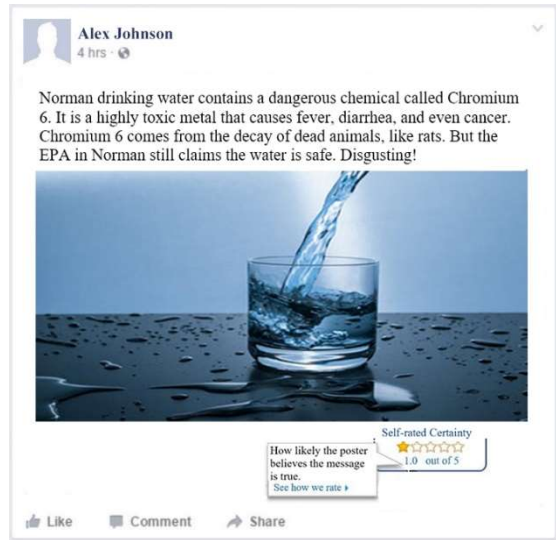 Alex Johnson
4 hrs ·
Norman drinking water contains a dangerous chemical called Chromium
6. It is a highly toxic metal that causes fever, diarrhea, and even cancer.
Chromium 6 comes from the decay of dead animals, like rats. But the
EPA in Norman still claims the water is safe. Disgusting!
Self-rated Certainty
1.0 out of 5
How likely the poster
believes the message
is true.
See how we rate
Like Comment Share